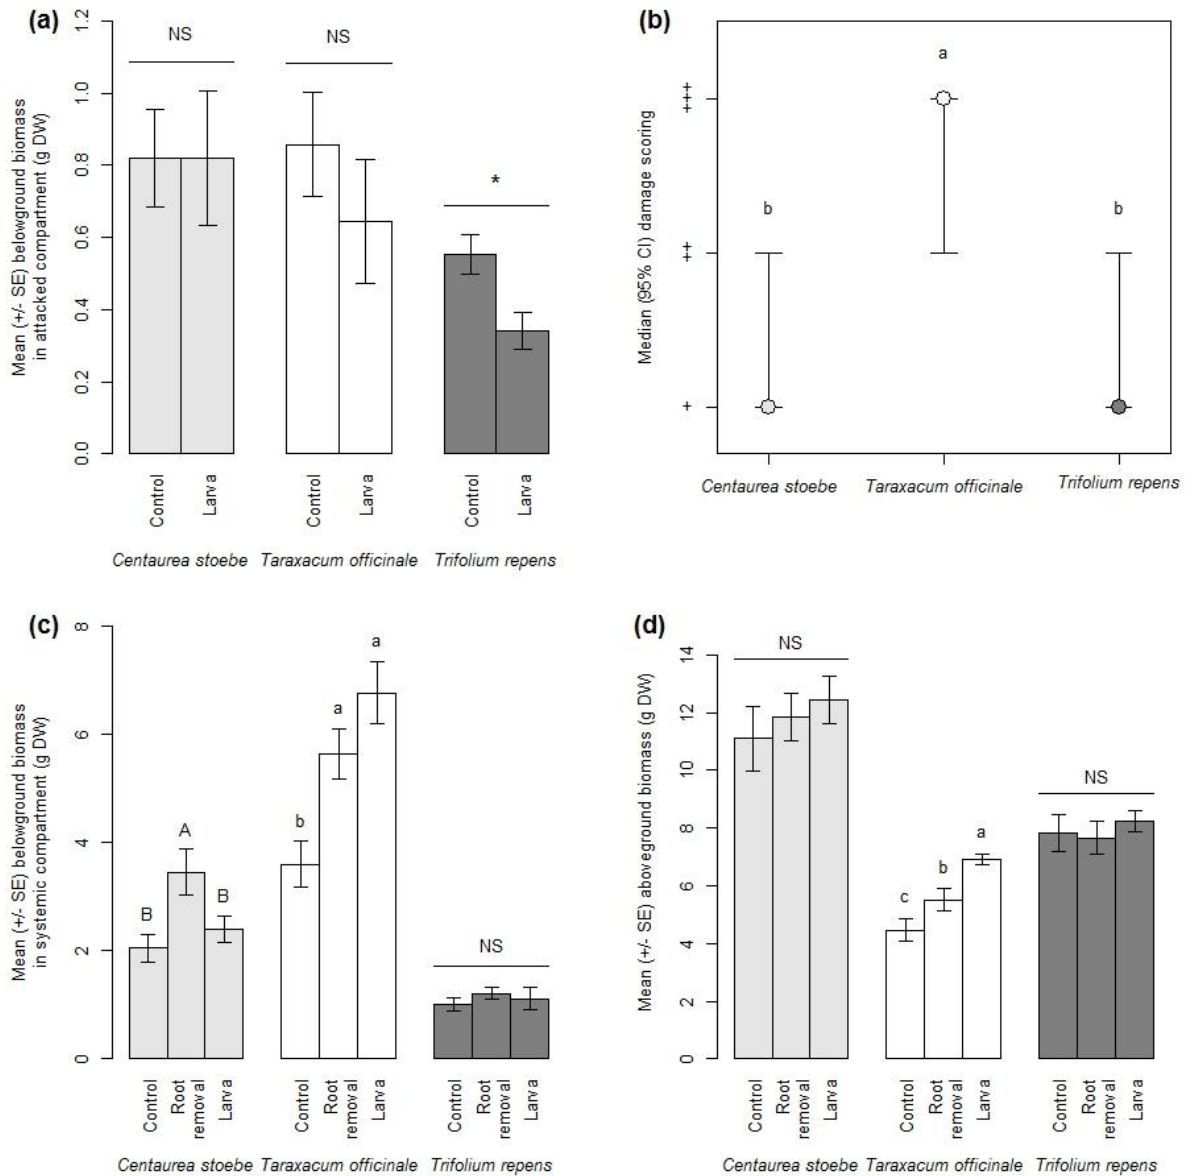 (a)
Mean (+/- SE) belowground biomass
in attacked compartment (g DW)
0.0 0.2 0.4 0.6 0.8 1.0 1.2
NS
NS
*
Control
Larva
Control
Larva
Control
Larva
Centaurea stoebe
Taraxacum officinale
Trifolium repens
(b)
Median (95% CI) damage scoring
+++
++
+
b
a
b
Centaurea stoebe
Taraxacum officinale
Trifolium repens
(c)
Mean (+/- SE) belowground biomass
in systemic compartment (g DW)
0 2 4 6 8
B
A
B
b
a
a
NS
Control
Root
removal
Larva
Control
Root
removal
Larva
Control
Root
removal
Larva
Centaurea stoebe
Taraxacum officinale
Trifolium repens
(d)
Mean (+/- SE) aboveground biomass (g DW)
0 2 4 6 8 10 12 14
NS
c
b
a
NS
Control
Root
removal
Larva
Control
Root
removal
Larva
Control
Root
removal
Larva
Centaurea stoebe
Taraxacum officinale
Trifolium repens